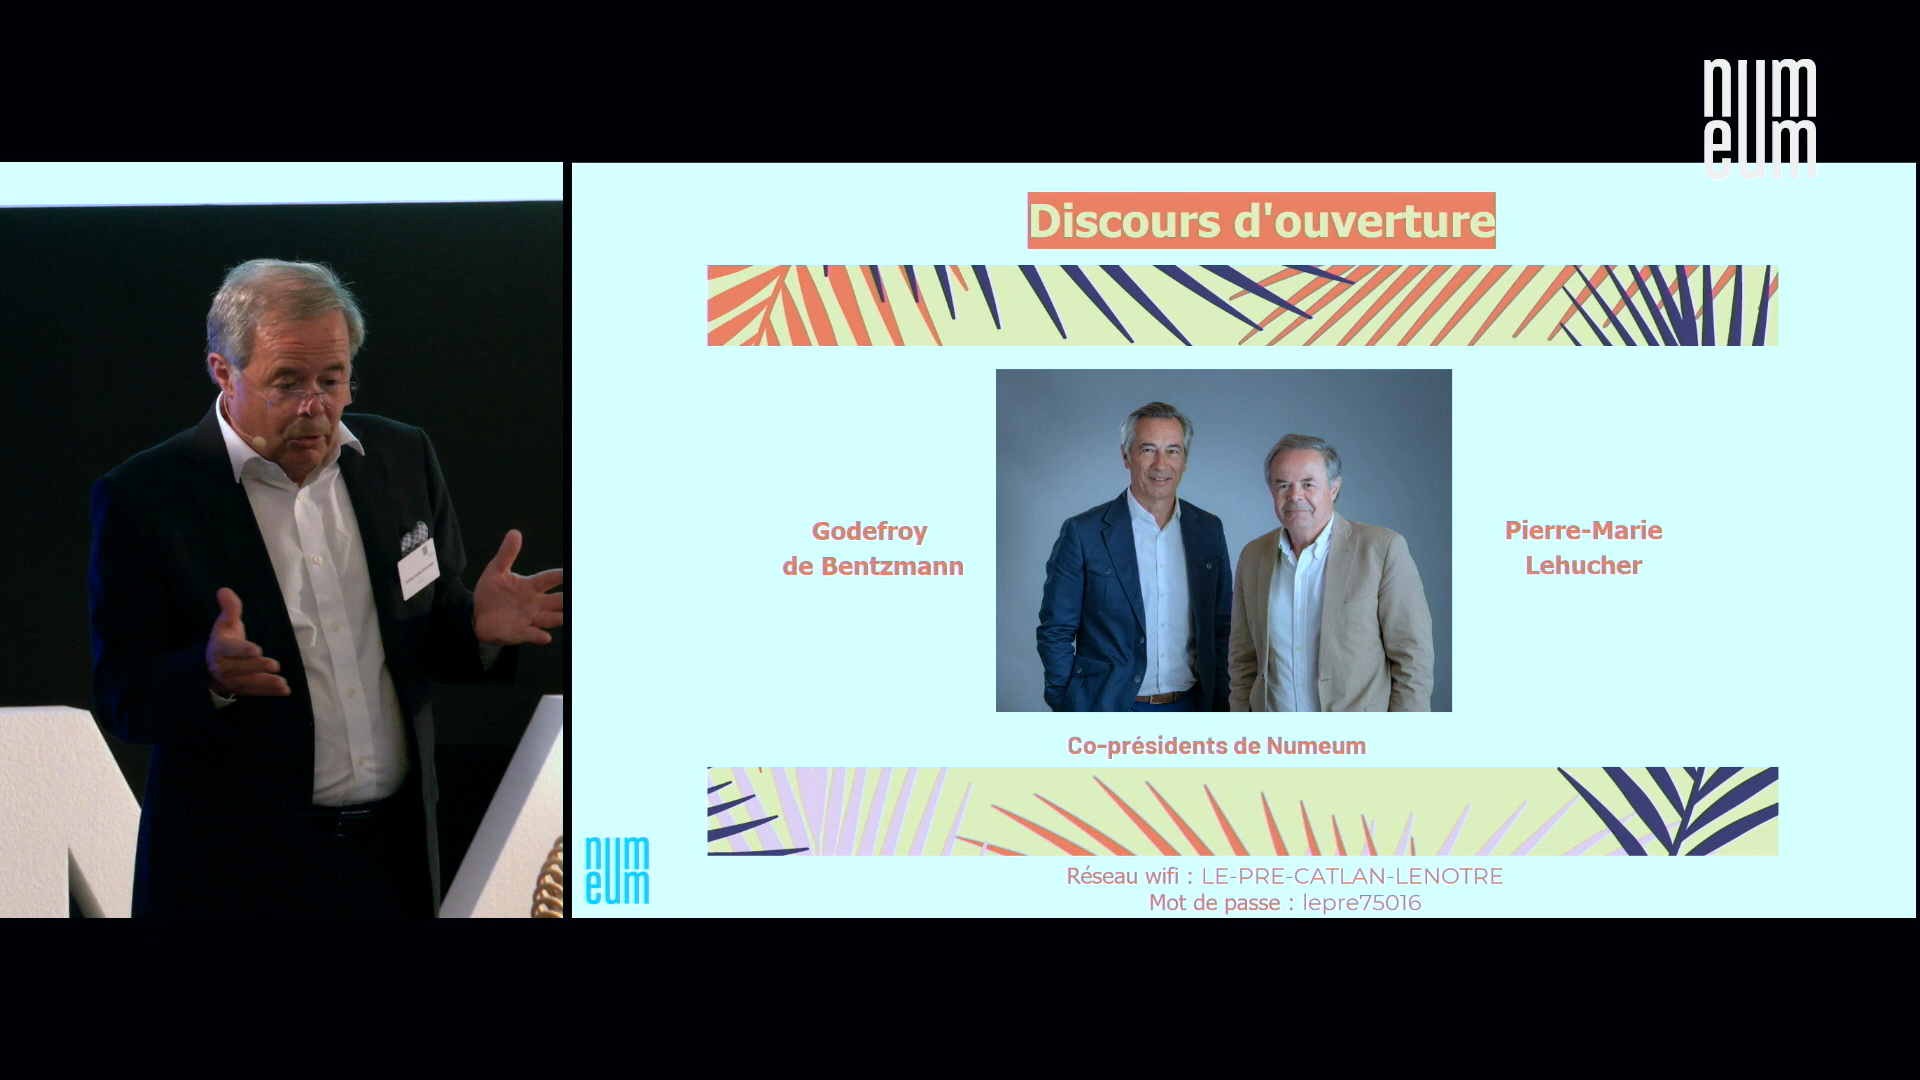 num
eum
Discours d'ouverture
Godefroy
de Bentzmann
Pierre-Marie
Lehucher
Co-présidents de Numeum
num
eum
Réseau wifi : LE-PRE-CATLAN-LENOTRE
Mot de passe : lepre75016